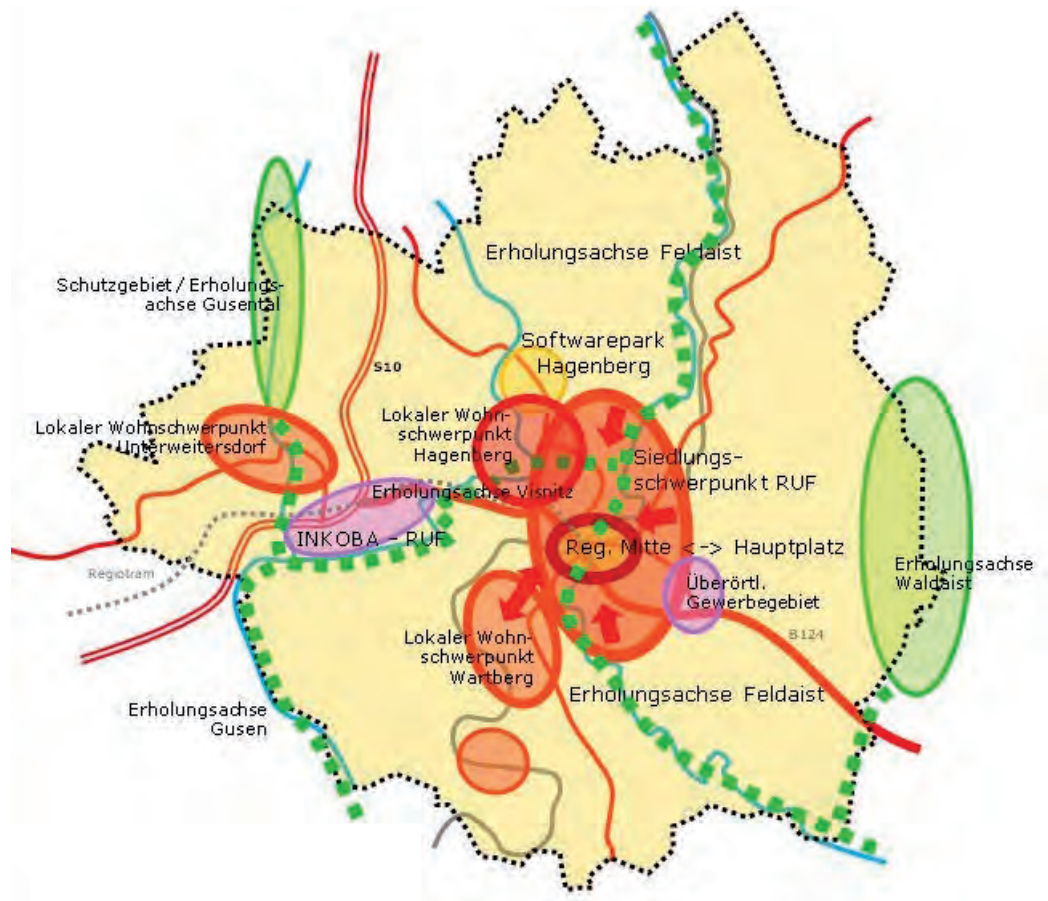 Erholungsachse Feldaist
Schutzgebiet / Erholungs-
achse Gusental
Softwarepark
Hagenberg
S10
Lokaler Wohnschwerpunkt
Unterweitersdorf
Lokaler Wohn-
schwerpunkt
Hagenberg
Siedlungs-
schwerpunkt RUF
Erholungsachse Visnitz
INKOBA - RUF
Reg. Mitte <-> Hauptplatz
Regiotram
Überörtl.
Gewerbegebiet
Erholungsachse
Waldaist
B124
Lokaler Wohn-
schwerpunkt
Wartberg
Erholungsachse Feldaist
Erholungsachse
Gusen